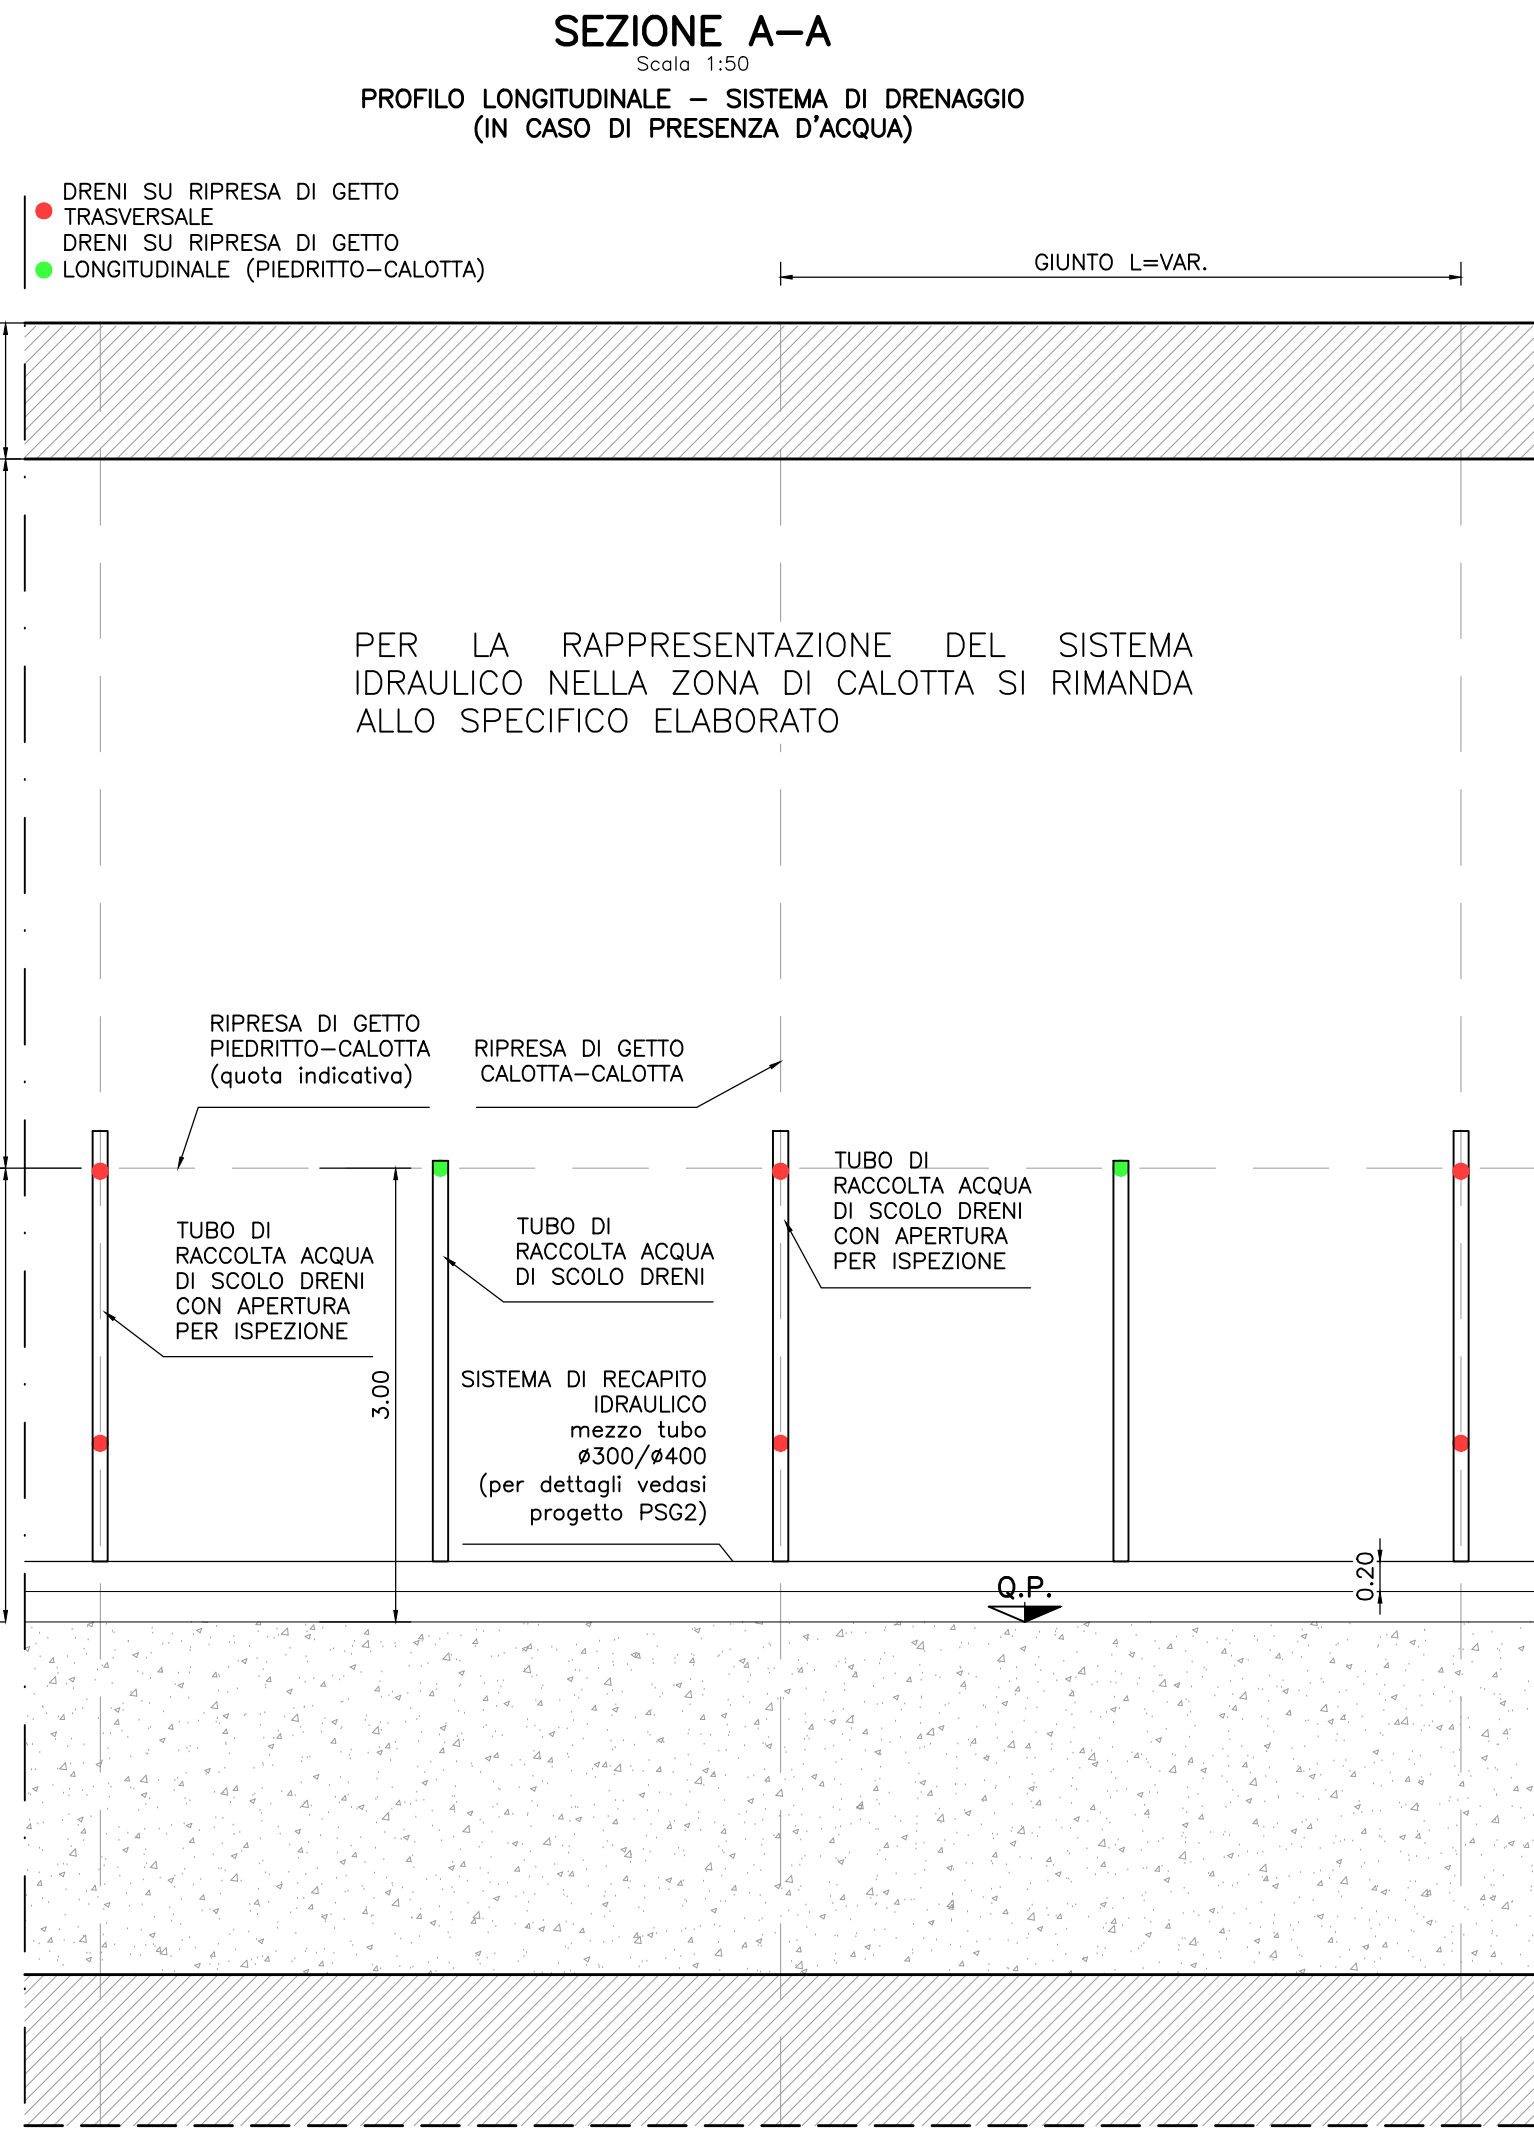 SEZIONE A-A
Scala 1:50
PROFILO LONGITUDINALE - SISTEMA DI DRENAGGIO
(IN CASO DI PRESENZA D'ACQUA)
DRENI SU RIPRESA DI GETTO
TRASVERSALE
DRENI SU RIPRESA DI GETTO
LONGITUDINALE (PIEDRITTO-CALOTTA)
GIUNTO L=VAR.
PER LA RAPPRESENTAZIONE DEL SISTEMA
IDRAULICO NELLA ZONA DI CALOTTA SI RIMANDA
ALLO SPECIFICO ELABORATO
RIPRESA DI GETTO
PIEDRITTO-CALOTTA
(quota indicativa)
RIPRESA DI GETTO
CALOTTA-CALOTTA
TUBO DI
RACCOLTA ACQUA
DI SCOLO DRENI
CON APERTURA
PER ISPEZIONE
TUBO DI
RACCOLTA ACQUA
DI SCOLO DRENI
TUBO DI
RACCOLTA ACQUA
DI SCOLO DRENI
CON APERTURA
PER ISPEZIONE
3.00
SISTEMA DI RECAPITO
IDRAULICO
mezzo tubo
ø300/ø400
(per dettagli vedasi
progetto PSG2)
Q.P.
0.20